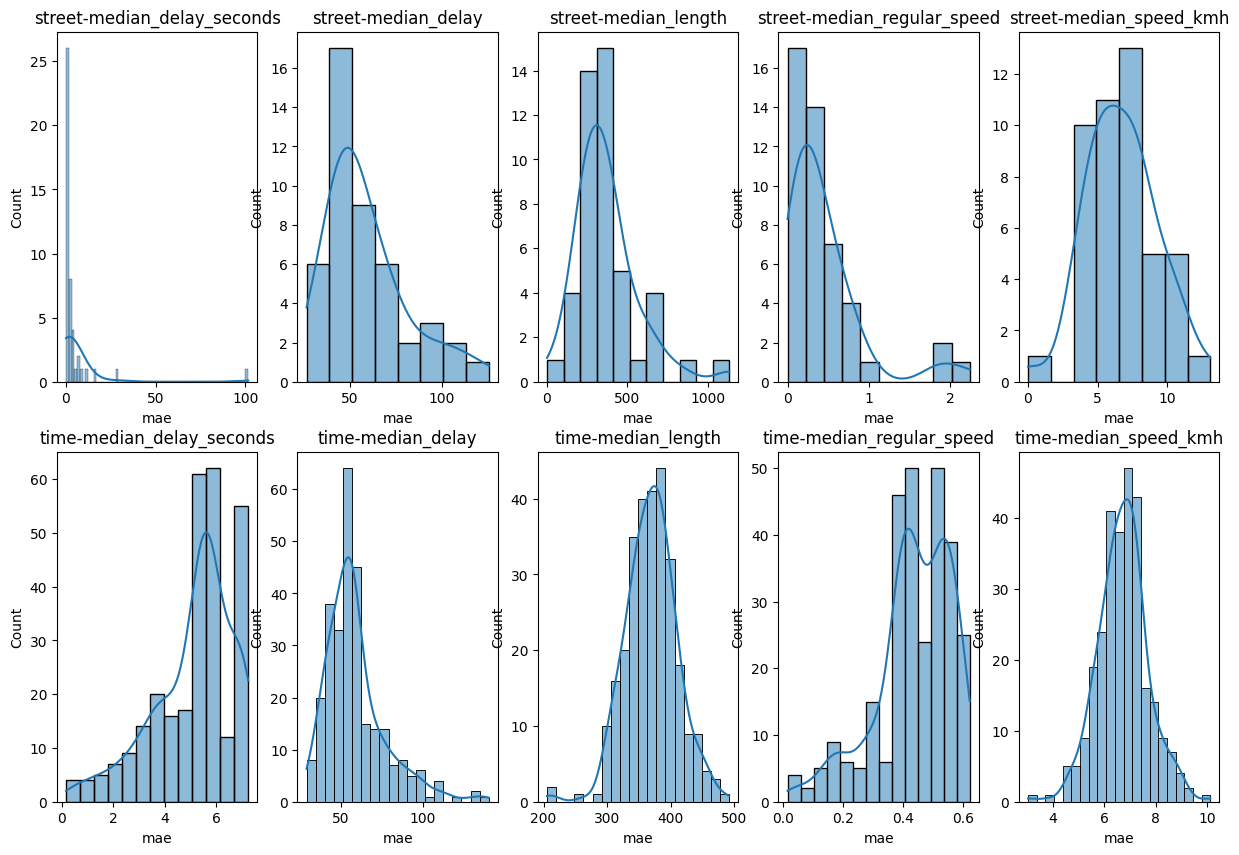 street-median_delay_seconds
street-median_delay
street-median_length
street-median_regular_speed
street-median_speed_kmh
Count
25
20
15
10
5
0
0 50 100
mae
Count
16
14
12
10
8
6
4
2
0
50 100
mae
Count
14
12
10
8
6
4
2
0
0 500 1000
mae
Count
16
14
12
10
8
6
4
2
0
0 1 2
mae
Count
12
10
8
6
4
2
0
0 5 10
mae
time-median_delay_seconds
time-median_delay
time-median_length
time-median_regular_speed
time-median_speed_kmh
Count
60
50
40
30
20
10
0
0 2 4 6
mae
Count
60
50
40
30
20
10
0
50 100
mae
Count
40
30
20
10
0
200 300 400 500
mae
Count
50
40
30
20
10
0
0.0 0.2 0.4 0.6
mae
Count
40
30
20
10
0
4 6 8 10
mae